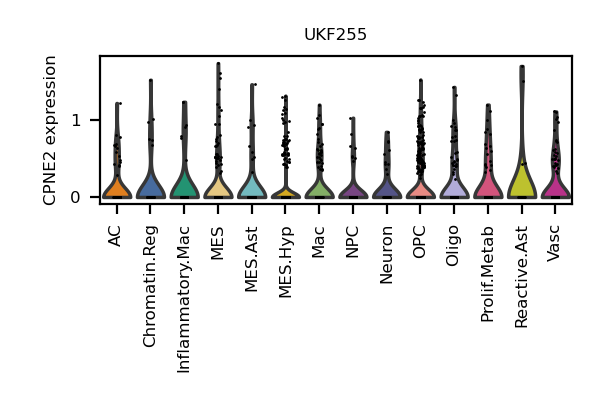 UKF255
CPNE2 expression
1
0
AC
Chromatin.Reg
Inflammatory.Mac
MES
MES.Ast
MES.Hyp
Mac
NPC
Neuron
OPC
Oligo
Prolif.Metab
Reactive.Ast
Vasc